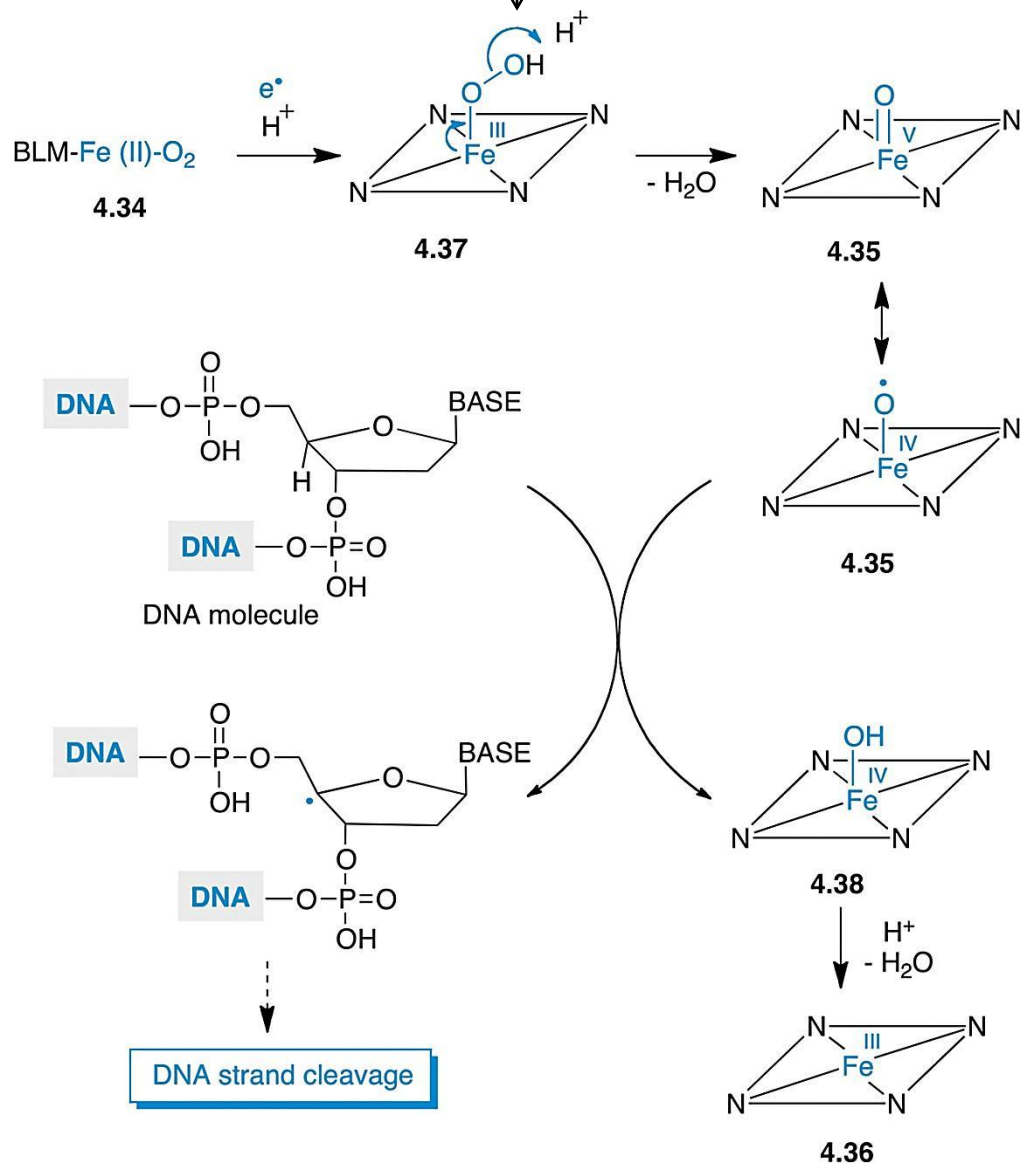 H+
OH
e•
H+
O
N N
III
BLM-Fe (II)-O2
Fe
4.34
N N
- H2O
4.37
O
N N
V
Fe
N N
4.35
O
DNA—O—P—O BASE
O
OH
H
O
DNA—O—P=O
OH
DNA molecule
•
O
N N
IV
Fe
N N
4.35
O
DNA—O—P—O BASE
O
OH
•
O
DNA—O—P=O
OH
DNA strand cleavage
OH
N N
IV
Fe
N N
4.38
H+
- H2O
N N
III
Fe
N N
4.36